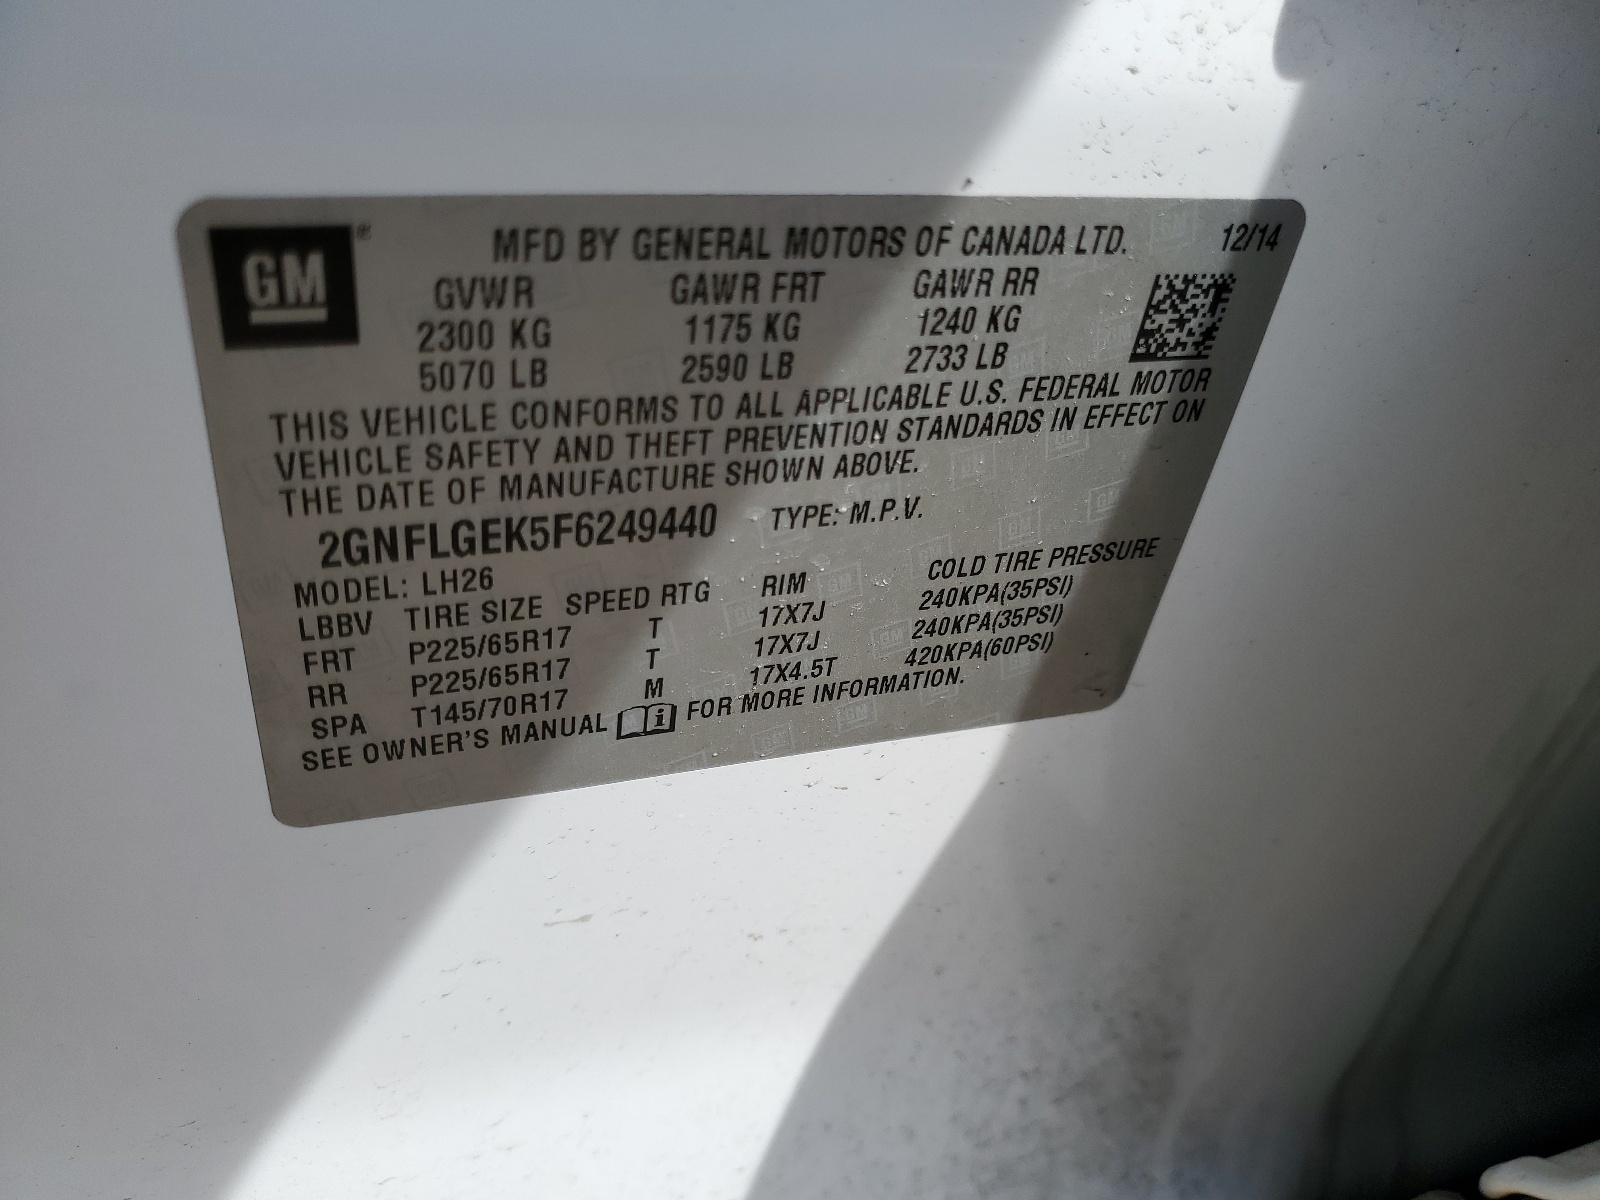 GM®
MFD BY GENERAL MOTORS OF CANADA LTD. 12/14
GVWR GAWR FRT GAWR RR
2300 KG 1175 KG 1240 KG
5070 LB 2590 LB 2733 LB
THIS VEHICLE CONFORMS TO ALL APPLICABLE U.S. FEDERAL MOTOR
VEHICLE SAFETY AND THEFT PREVENTION STANDARDS IN EFFECT ON
THE DATE OF MANUFACTURE SHOWN ABOVE.
2GNFLGEK5F6249440 TYPE: M.P.V.
MODEL: LH26
LBBV TIRE SIZE SPEED RTG RIM COLD TIRE PRESSURE
FRT P225/65R17 T 17X7J 240KPA(35PSI)
RR P225/65R17 T 17X7J 240KPA(35PSI)
SPA T145/70R17 M 17X4.5T 420KPA(60PSI)
SEE OWNER'S MANUAL FOR MORE INFORMATION.